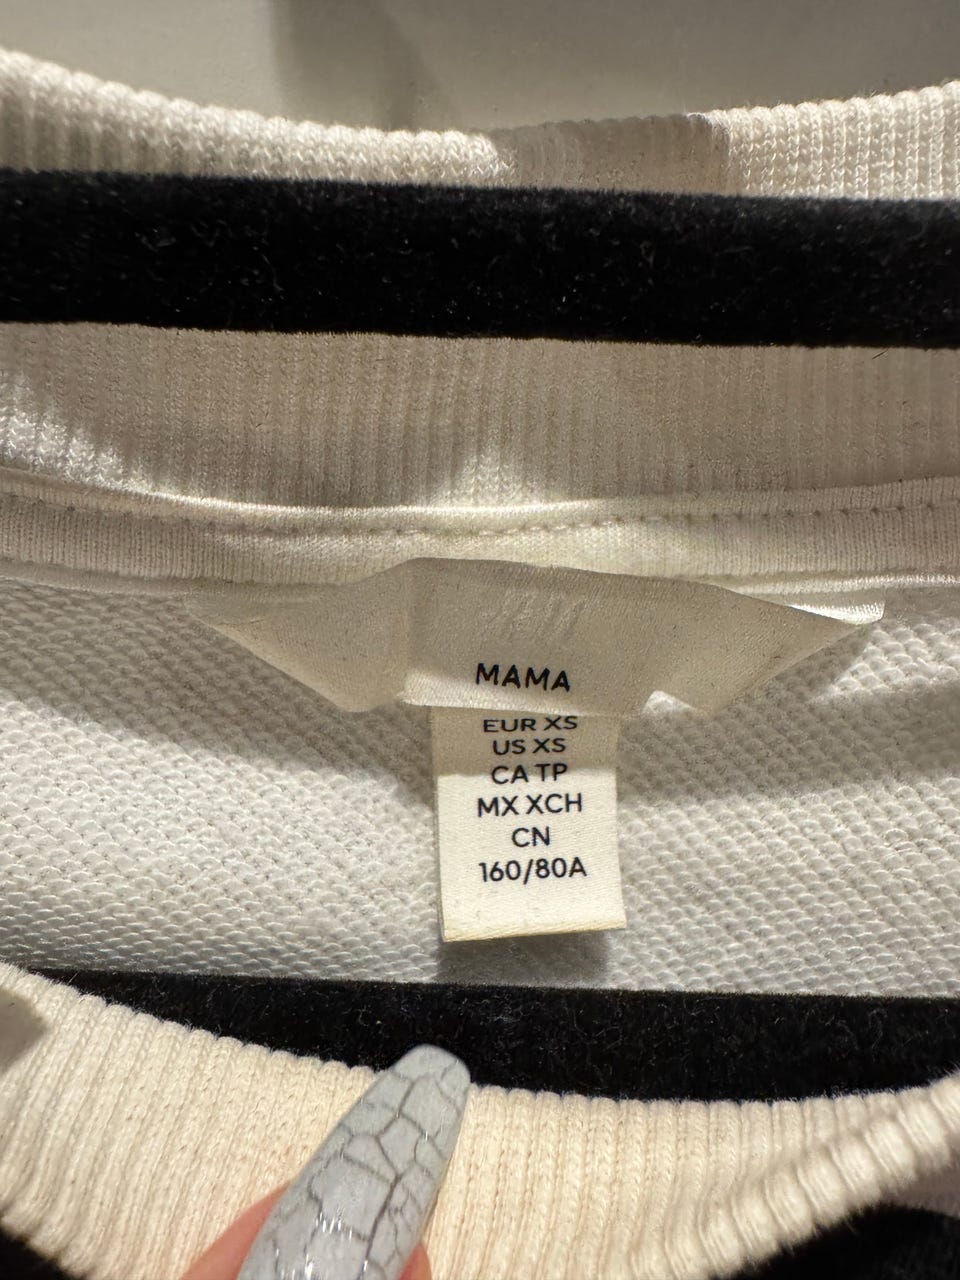 MAMA
EUR XS
US XS
CA TP
MX XCH
CN
160/80A